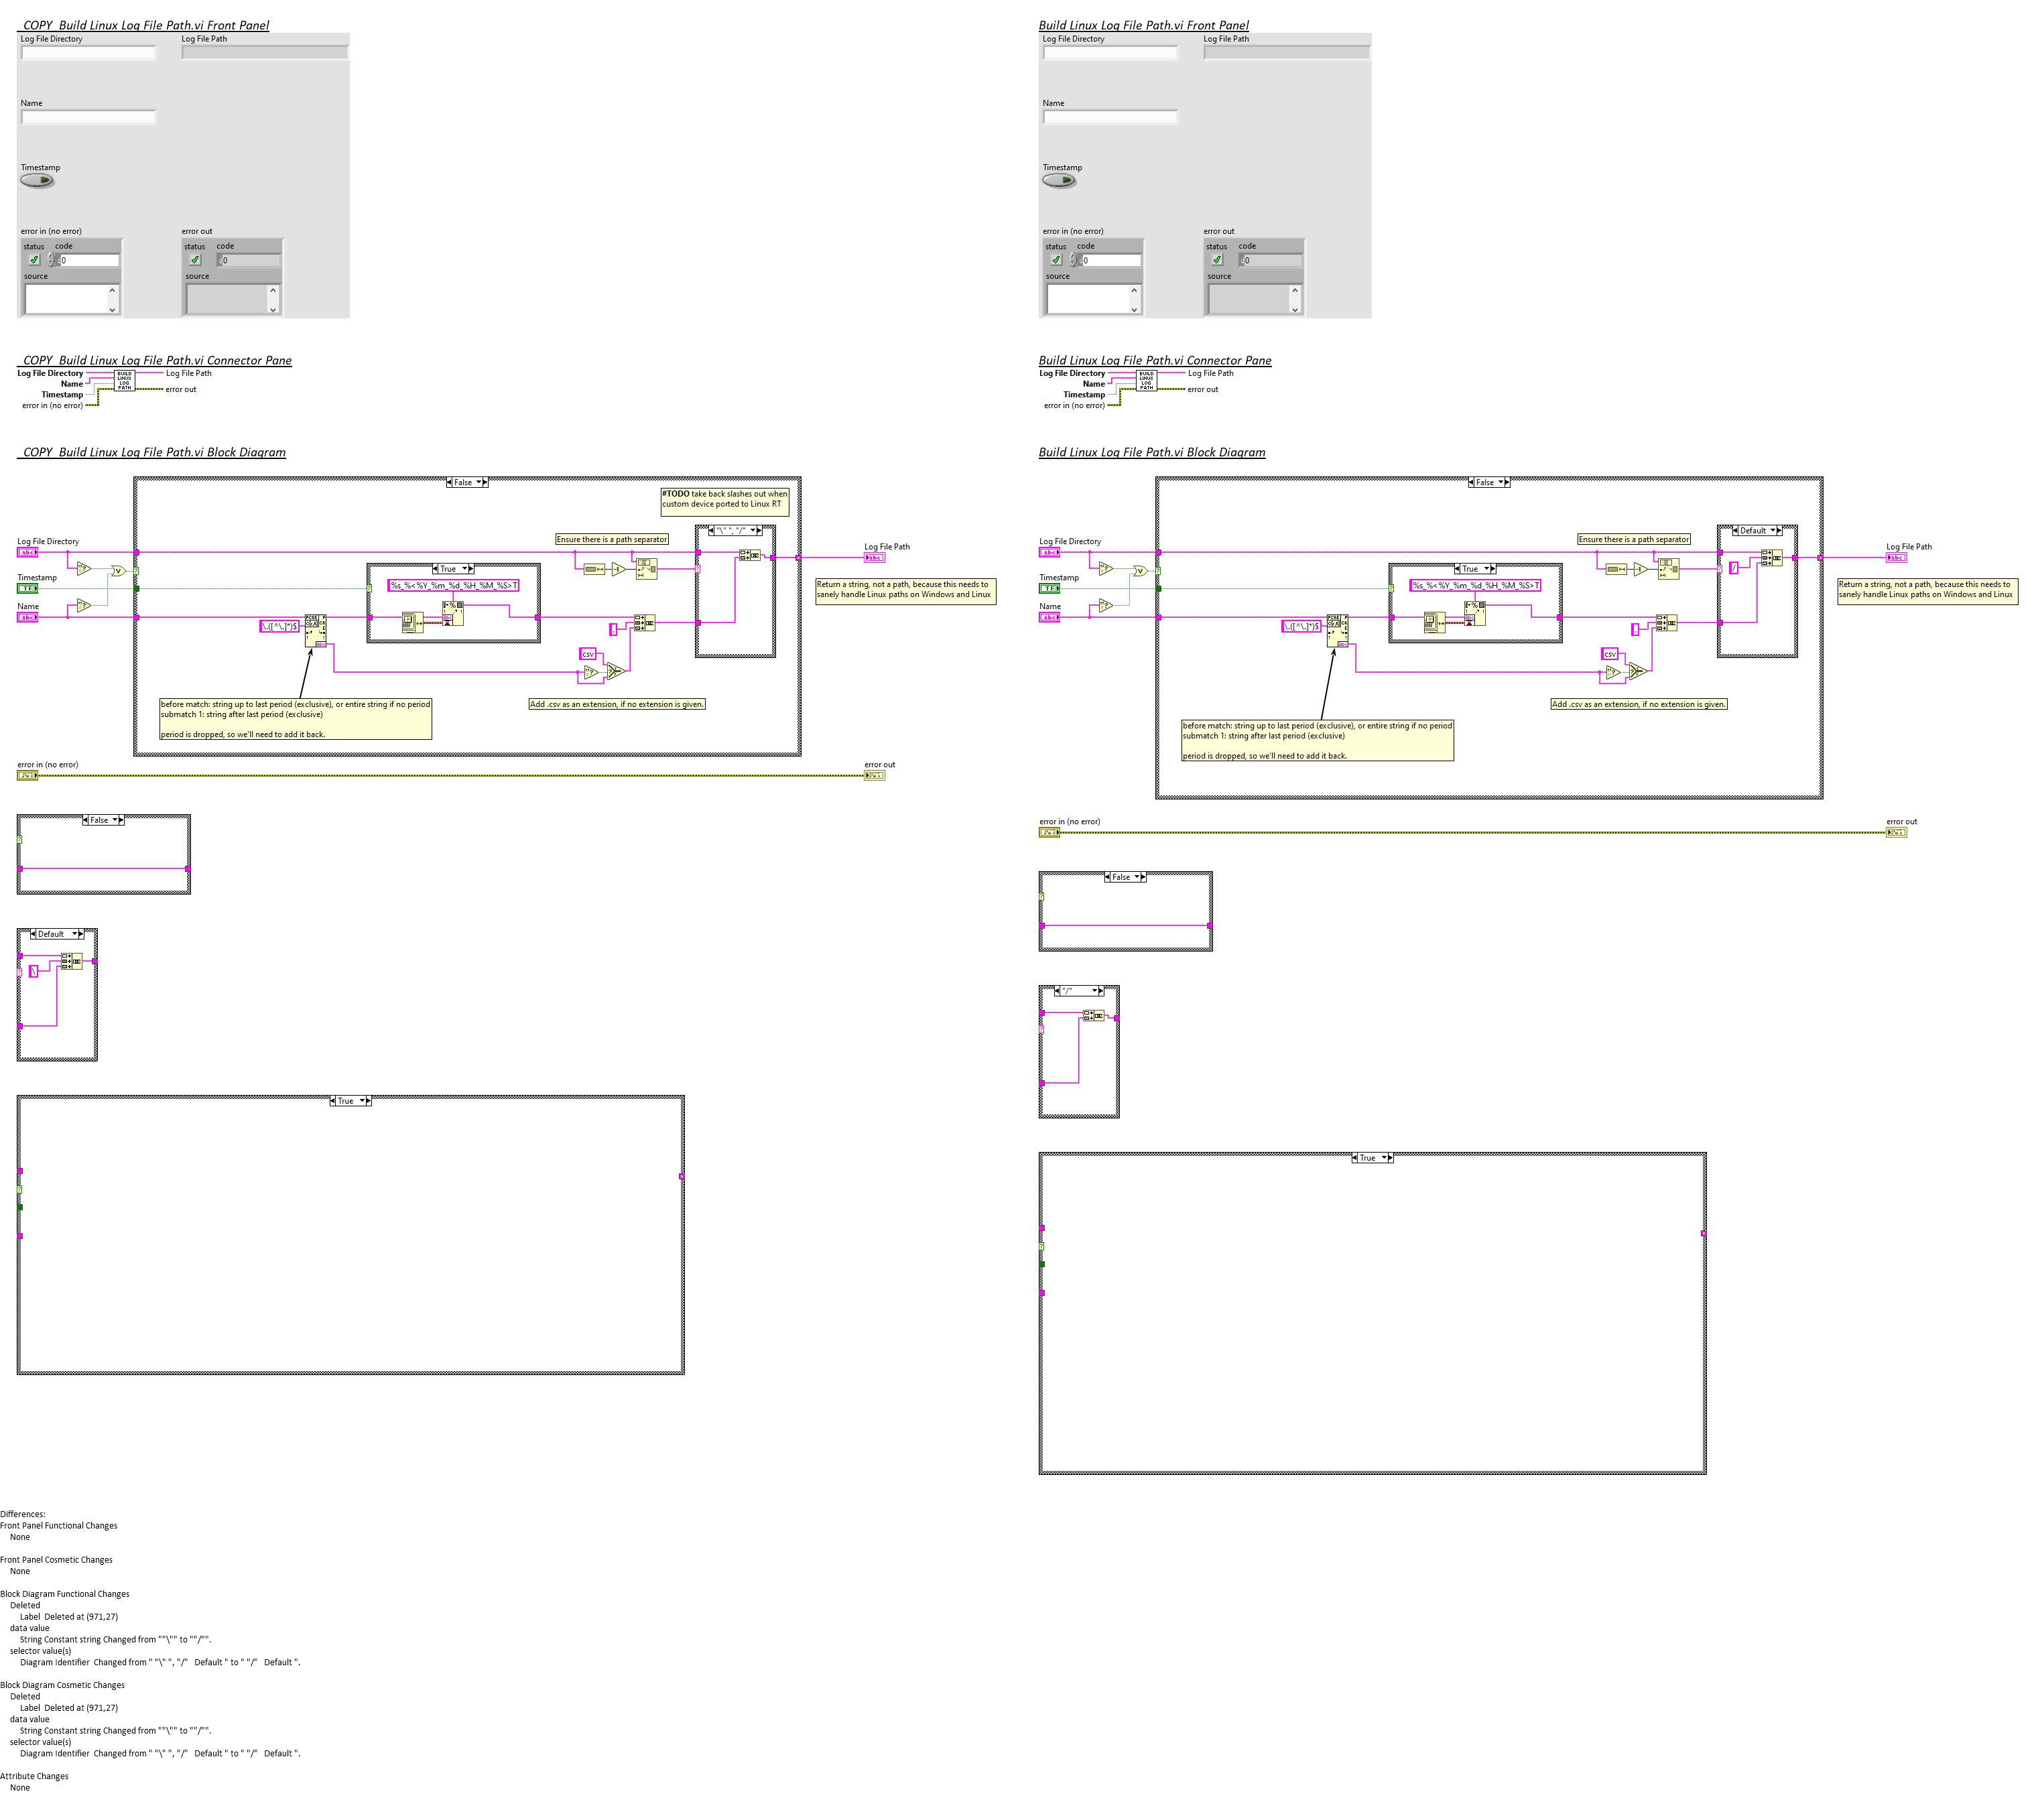 _COPY_Build Linux Log File Path.vi Front Panel
Log File Directory
Log File Path
Name
Timestamp
error in (no error)
error out
status
code
0
source
status
code
0
source
_COPY_Build Linux Log File Path.vi Connector Pane
Log File Directory
Name
Timestamp
error in (no error)
BUILD
LINUX
LOG
PATH
Log File Path
error out
_COPY_Build Linux Log File Path.vi Block Diagram
False
#TODO take back slashes out when
custom device ported to Linux RT
"\" ", "/"
Ensure there is a path separator
Log File Directory
abc
Log File Path
abc
Timestamp
TF
Name
abc
True
%s_%<%Y_%m_%d_%H_%M_%S>T
Return a string, not a path, because this needs to
sanely handle Linux paths on Windows and Linux
\.([^\.]*)$
.
csv
before match: string up to last period (exclusive), or entire string if no period
submatch 1: string after last period (exclusive)
period is dropped, so we'll need to add it back.
Add .csv as an extension, if no extension is given.
error in (no error)
error out
False
Default
\
True
Build Linux Log File Path.vi Front Panel
Log File Directory
Log File Path
Name
Timestamp
error in (no error)
error out
status
code
0
source
status
code
0
source
Build Linux Log File Path.vi Connector Pane
Log File Directory
Name
Timestamp
error in (no error)
BUILD
LINUX
LOG
PATH
Log File Path
error out
Build Linux Log File Path.vi Block Diagram
False
Default
Ensure there is a path separator
/
Log File Directory
abc
Log File Path
abc
Timestamp
TF
Name
abc
True
%s_%<%Y_%m_%d_%H_%M_%S>T
Return a string, not a path, because this needs to
sanely handle Linux paths on Windows and Linux
\.([^\.]*)$
.
csv
Add .csv as an extension, if no extension is given.
before match: string up to last period (exclusive), or entire string if no period
submatch 1: string after last period (exclusive)
period is dropped, so we'll need to add it back.
error in (no error)
error out
False
"/"
True
Differences:
Front Panel Functional Changes
None
Front Panel Cosmetic Changes
None
Block Diagram Functional Changes
Deleted
Label  Deleted at (971,27)
data value
String Constant string Changed from ""\"" to ""/"".
selector value(s)
Diagram Identifier  Changed from " "\" ", "/"   Default " to " "/"   Default ".
Block Diagram Cosmetic Changes
Deleted
Label  Deleted at (971,27)
data value
String Constant string Changed from ""\"" to ""/"".
selector value(s)
Diagram Identifier  Changed from " "\" ", "/"   Default " to " "/"   Default ".
Attribute Changes
None